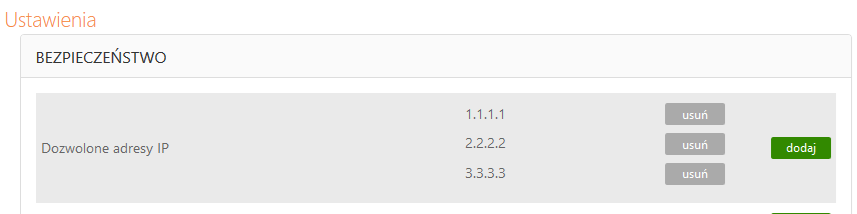 Ustawienia
BEZPIECZEŃSTWO
1.1.1.1 usuń
Dozwolone adresy IP 2.2.2.2 usuń dodaj
3.3.3.3 usuń